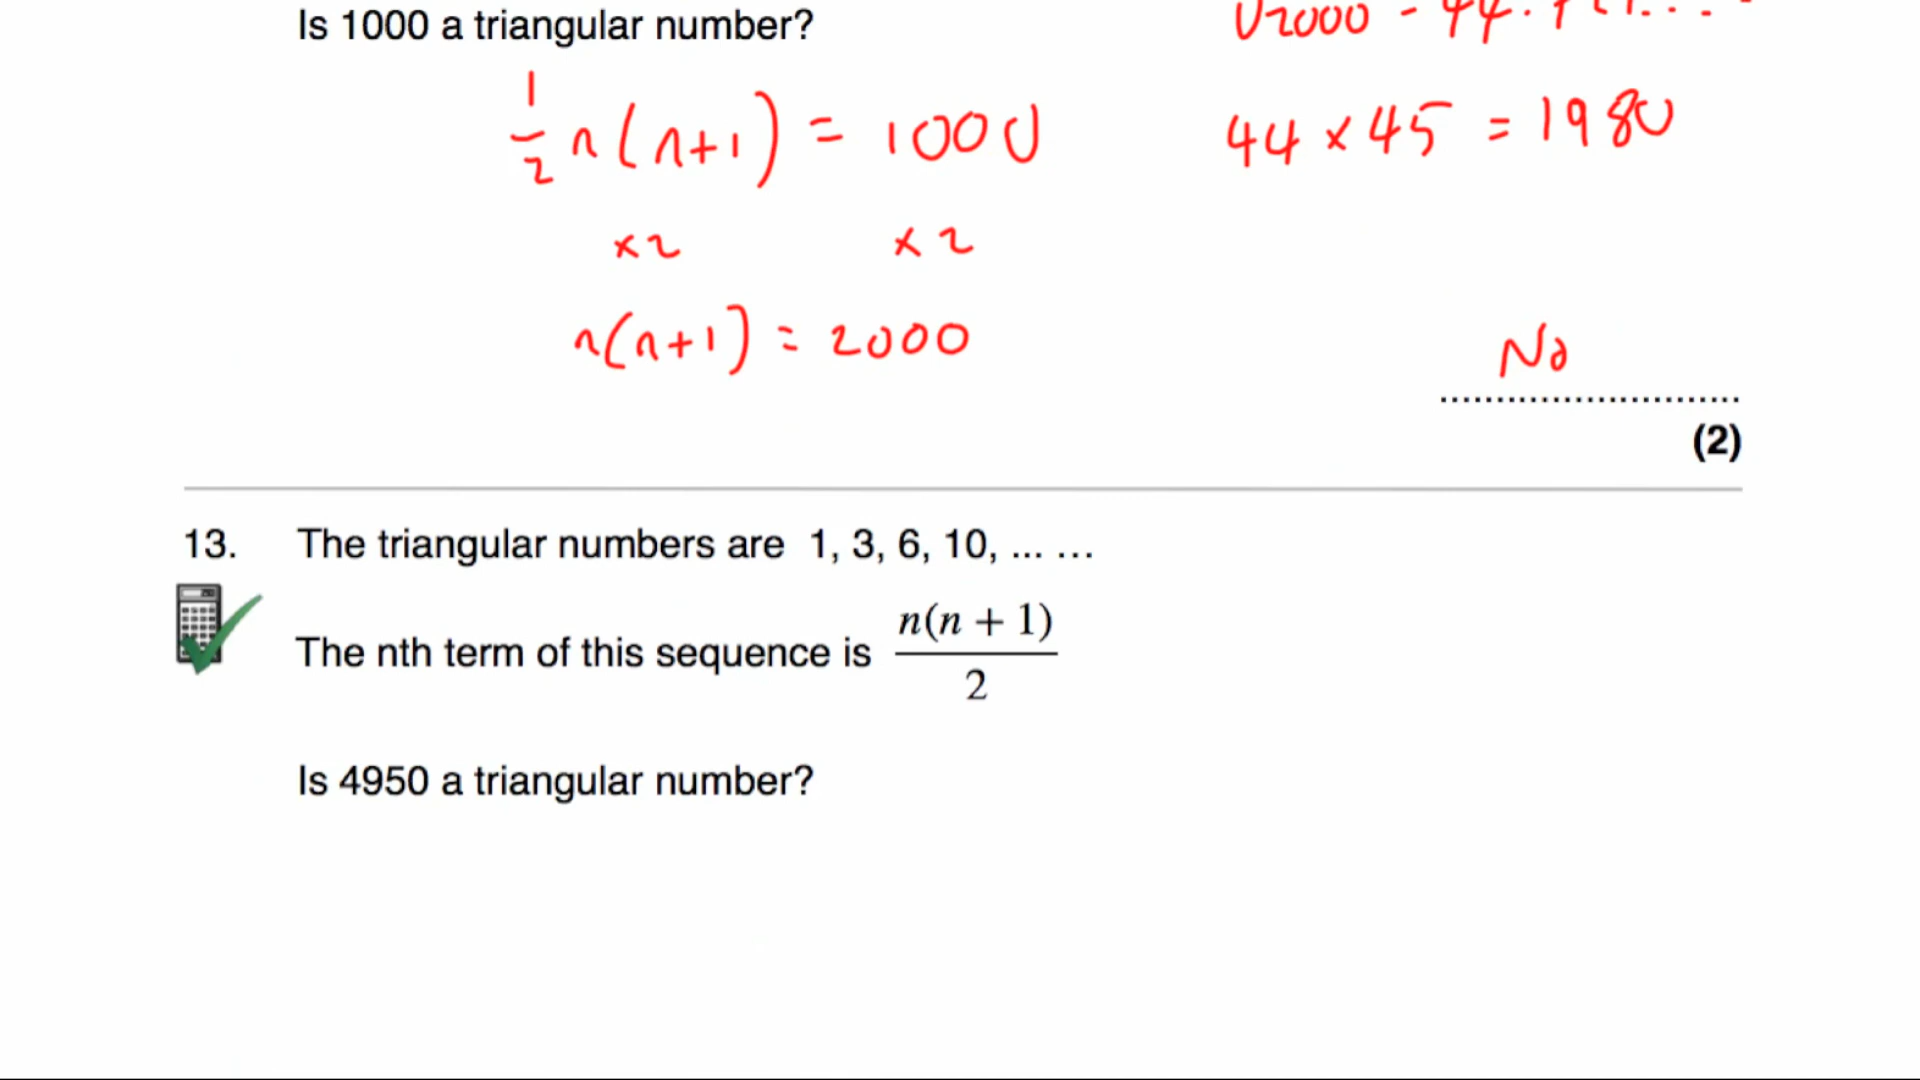 Is 1000 a triangular number?
√2000 = 44.
1/2 n(n+1) = 1000
44 × 45 = 1980
×2 ×2
n(n+1) = 2000
No
(2)
13. The triangular numbers are 1, 3, 6, 10, ... ...
The nth term of this sequence is n(n + 1)/2
Is 4950 a triangular number?